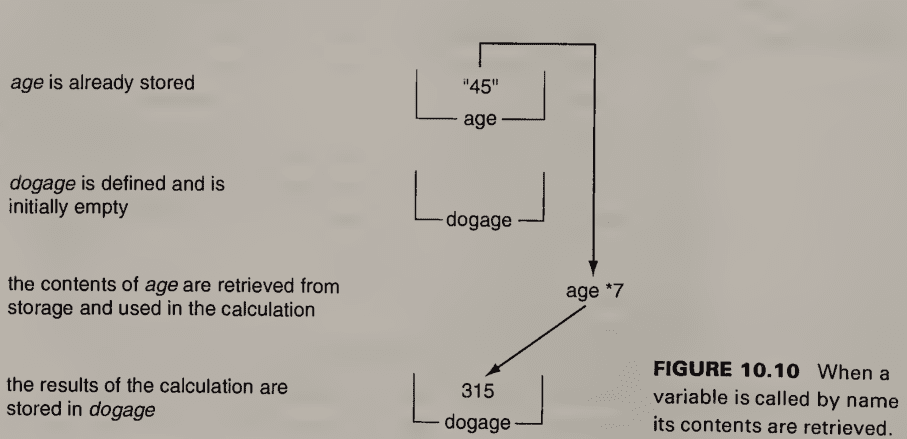 age is already stored
"45"
age
dogage is defined and is
initially empty
dogage
the contents of age are retrieved from
storage and used in the calculation
age *7
the results of the calculation are
stored in dogage
315
dogage
FIGURE 10.10 When a
variable is called by name
its contents are retrieved.